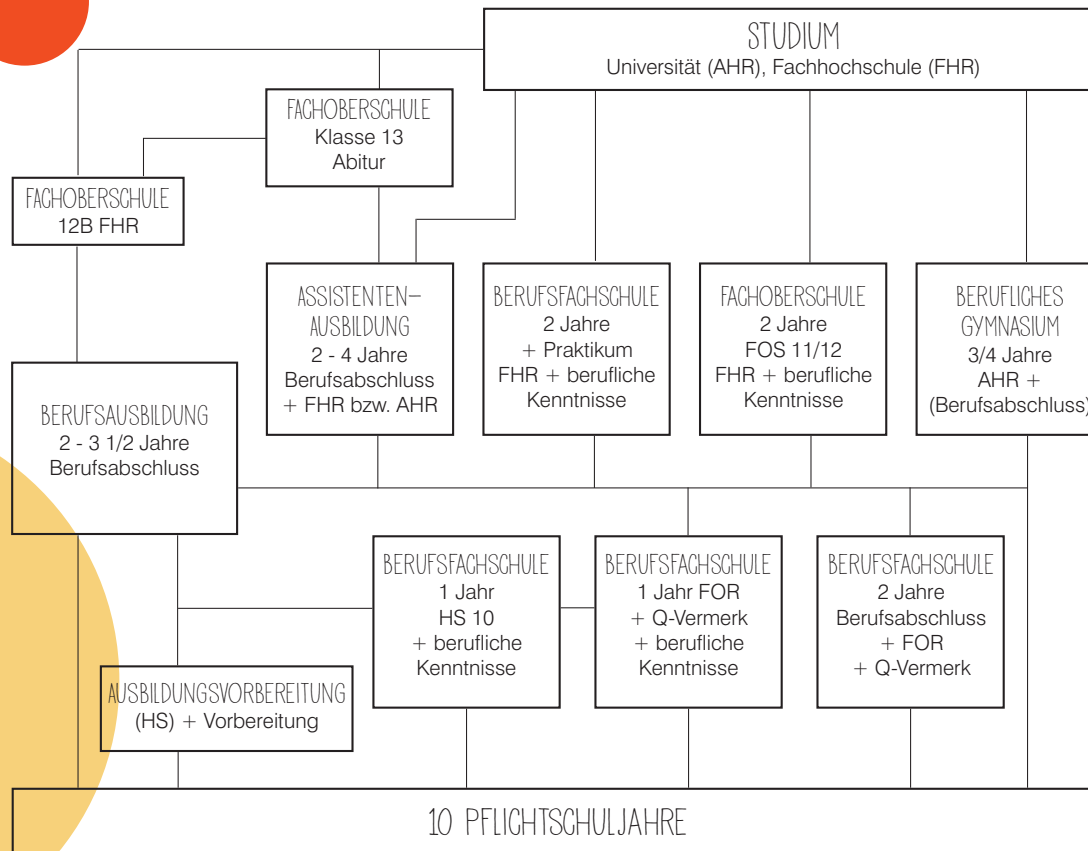 STUDIUM
Universität (AHR), Fachhochschule (FHR)
FACHOBERSCHULE
Klasse 13
Abitur
FACHOBERSCHULE
12B FHR
ASSISTENTEN-
AUSBILDUNG
2 - 4 Jahre
Berufsabschluss
+ FHR bzw. AHR
BERUFSFACHSCHULE
2 Jahre
+ Praktikum
FHR + berufliche
Kenntnisse
FACHOBERSCHULE
2 Jahre
FOS 11/12
FHR + berufliche
Kenntnisse
BERUFLICHES
GYMNASIUM
3/4 Jahre
AHR +
(Berufsabschluss)
BERUFSAUSBILDUNG
2 - 3 1/2 Jahre
Berufsabschluss
BERUFSFACHSCHULE
1 Jahr
HS 10
+ berufliche
Kenntnisse
BERUFSFACHSCHULE
1 Jahr FOR
+ Q-Vermerk
+ berufliche
Kenntnisse
BERUFSFACHSCHULE
2 Jahre
Berufsabschluss
+ FOR
+ Q-Vermerk
AUSBILDUNGSVORBEREITUNG
(HS) + Vorbereitung
10 PFLICHTSCHULJAHRE